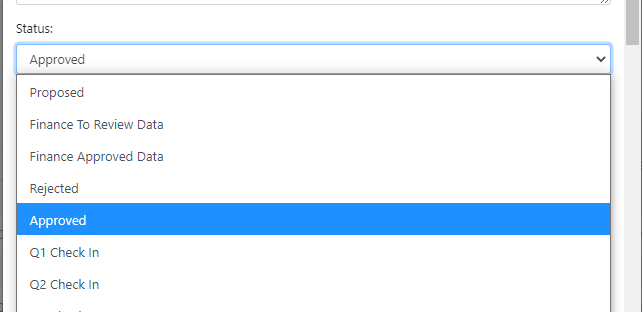 Status:
Approved
Proposed
Finance To Review Data
Finance Approved Data
Rejected
Approved
Q1 Check In
Q2 Check In